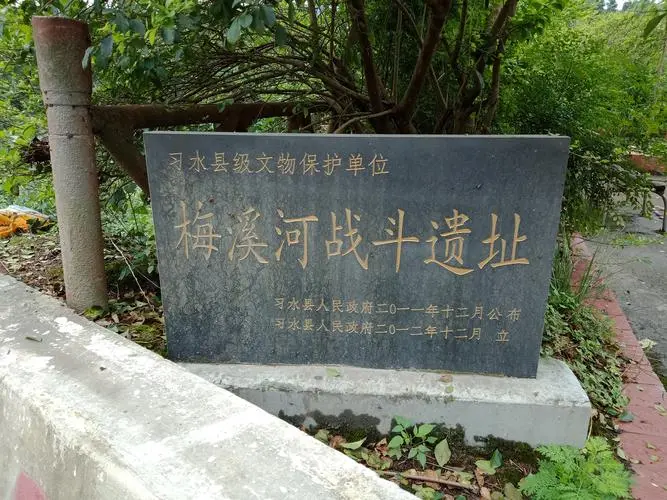 习水县级文物保护单位
梅溪河战斗遗址
习水县人民政府二〇一一年十二月公布
习水县人民政府二〇一二年十二月 立